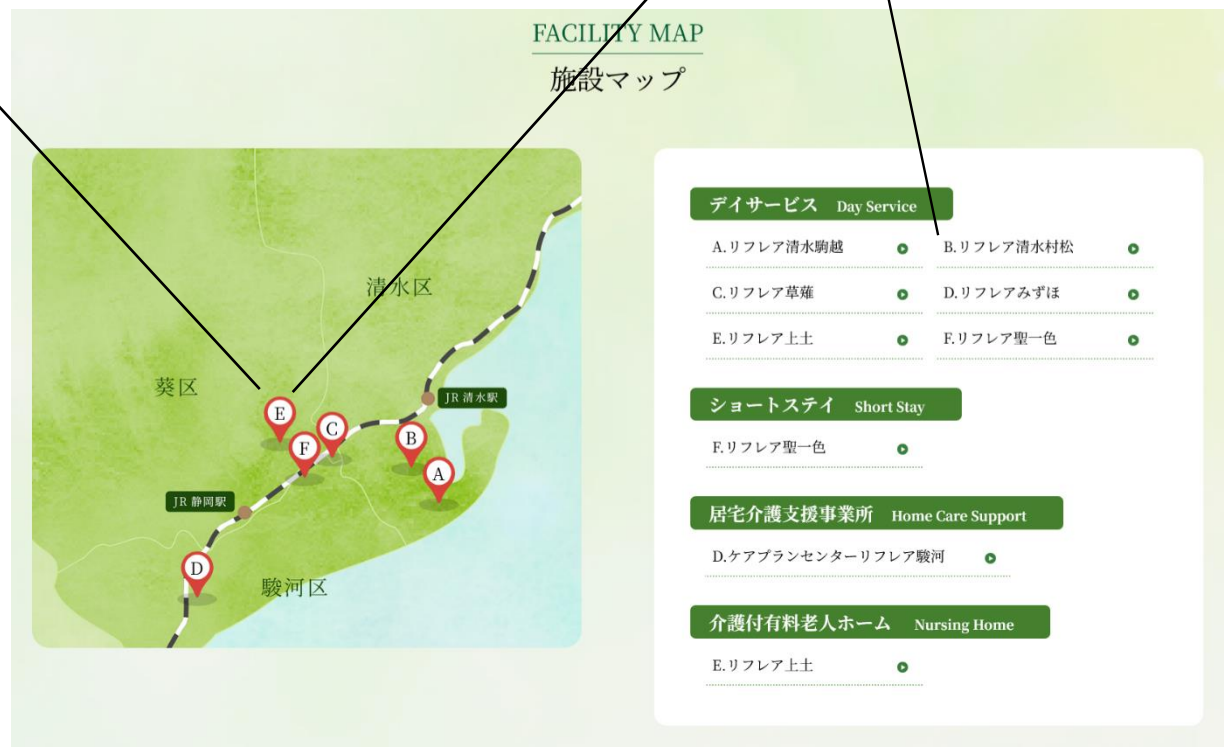 FACILITY MAP
施設マップ
清水区
葵区
JR 清水駅
E
C
B
F
A
JR 静岡駅
D
駿河区
デイサービス Day Service
A.リフレア清水駒越 B.リフレア清水村松
C.リフレア草薙 D.リフレアみずほ
E.リフレア上土 F.リフレア聖一色
ショートステイ Short Stay
F.リフレア聖一色
居宅介護支援事業所 Home Care Support
D.ケアプランセンターリフレア駿河
介護付有料老人ホーム Nursing Home
E.リフレア上土